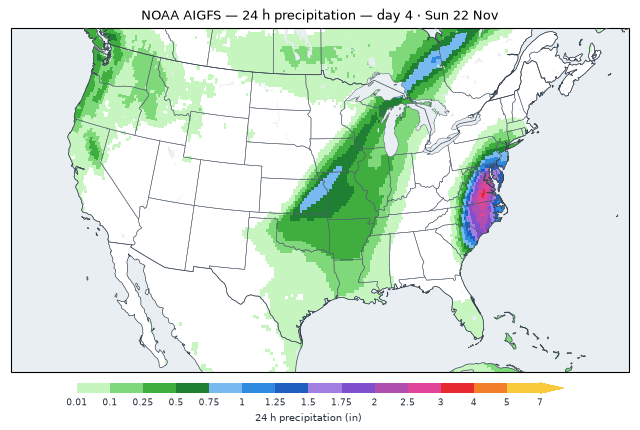 NOAA AIGFS — 24 h precipitation — day 4 · Sun 22 Nov
0.01 0.1 0.25 0.5 0.75 1 1.25 1.5 1.75 2 2.5 3 4 5 7
24 h precipitation (in)